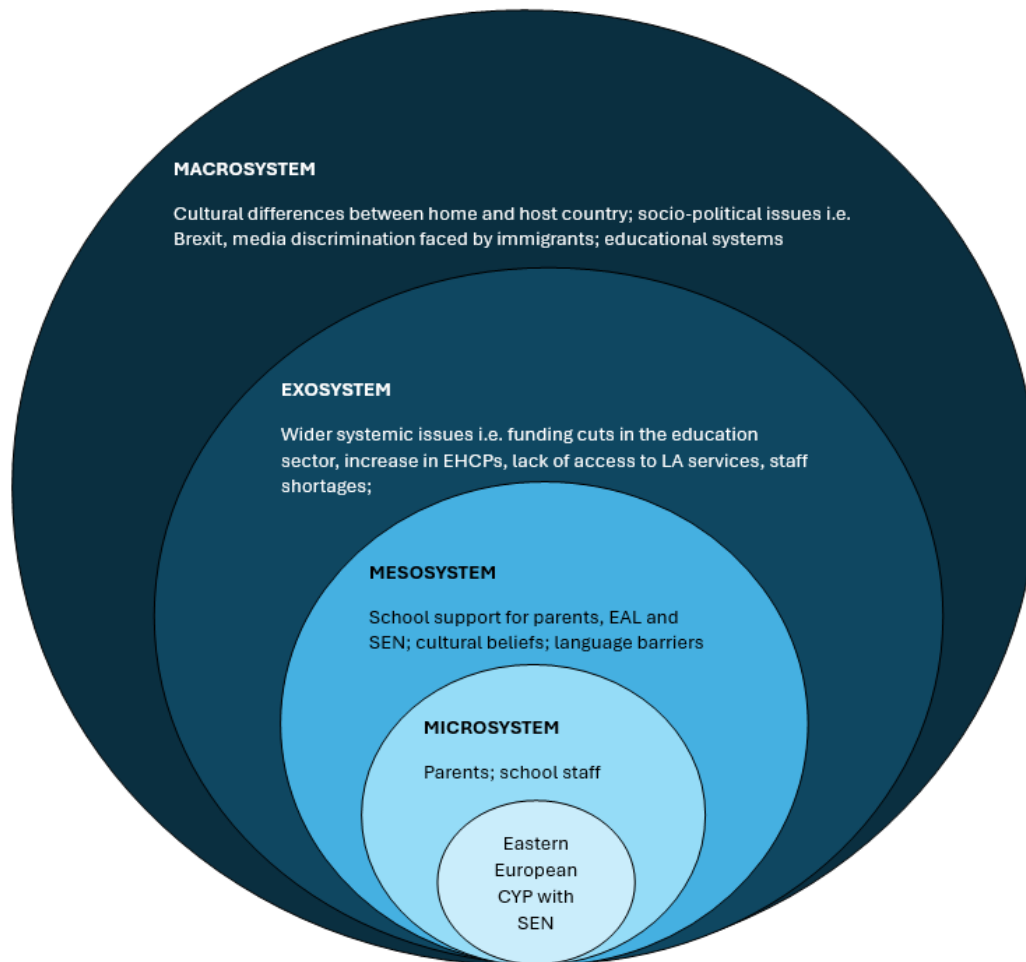 MACROSYSTEM
Cultural differences between home and host country; socio-political issues i.e.
Brexit, media discrimination faced by immigrants; educational systems
EXOSYSTEM
Wider systemic issues i.e. funding cuts in the education
sector, increase in EHCPs, lack of access to LA services, staff
shortages;
MESOSYSTEM
School support for parents, EAL and
SEN; cultural beliefs; language barriers
MICROSYSTEM
Parents; school staff
Eastern
European
CYP with
SEN